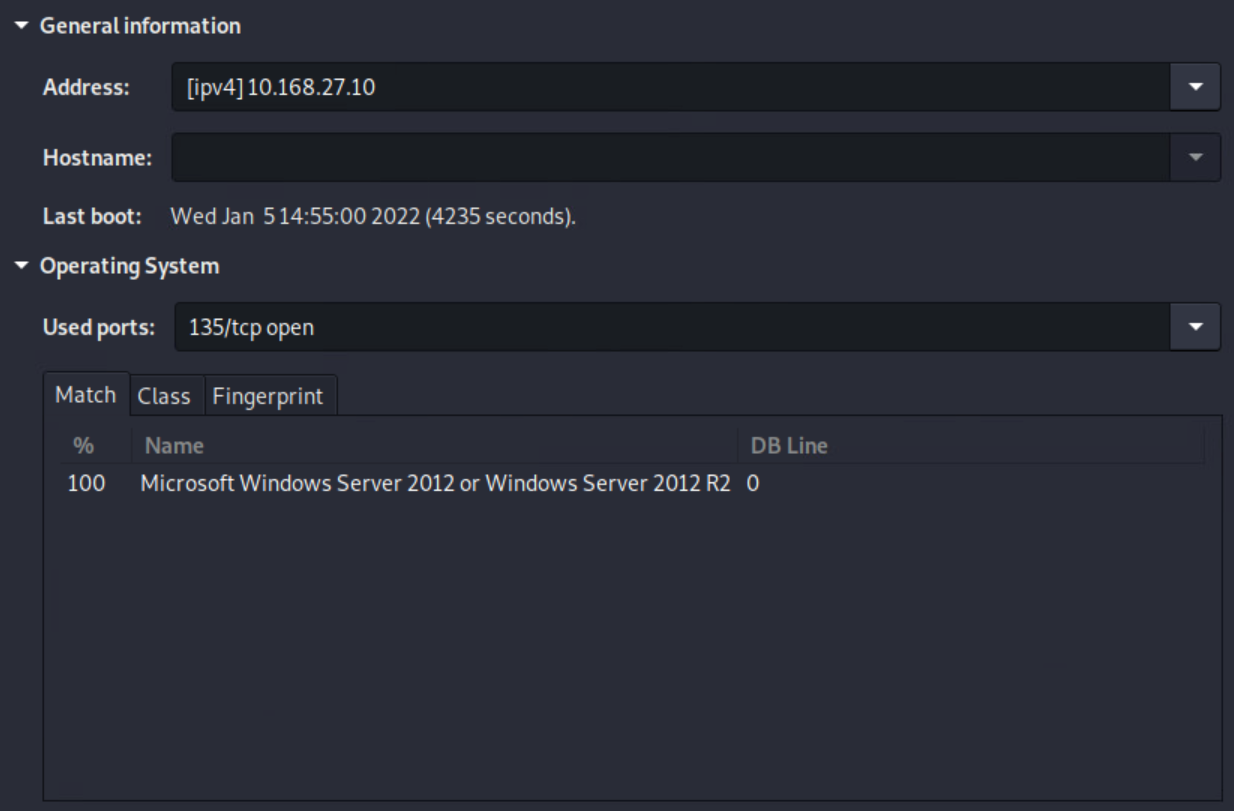 General information
Address: [ipv4] 10.168.27.10
Hostname:
Last boot: Wed Jan 5 14:55:00 2022 (4235 seconds).
Operating System
Used ports: 135/tcp open
Match Class Fingerprint
% Name DB Line
100 Microsoft Windows Server 2012 or Windows Server 2012 R2 0